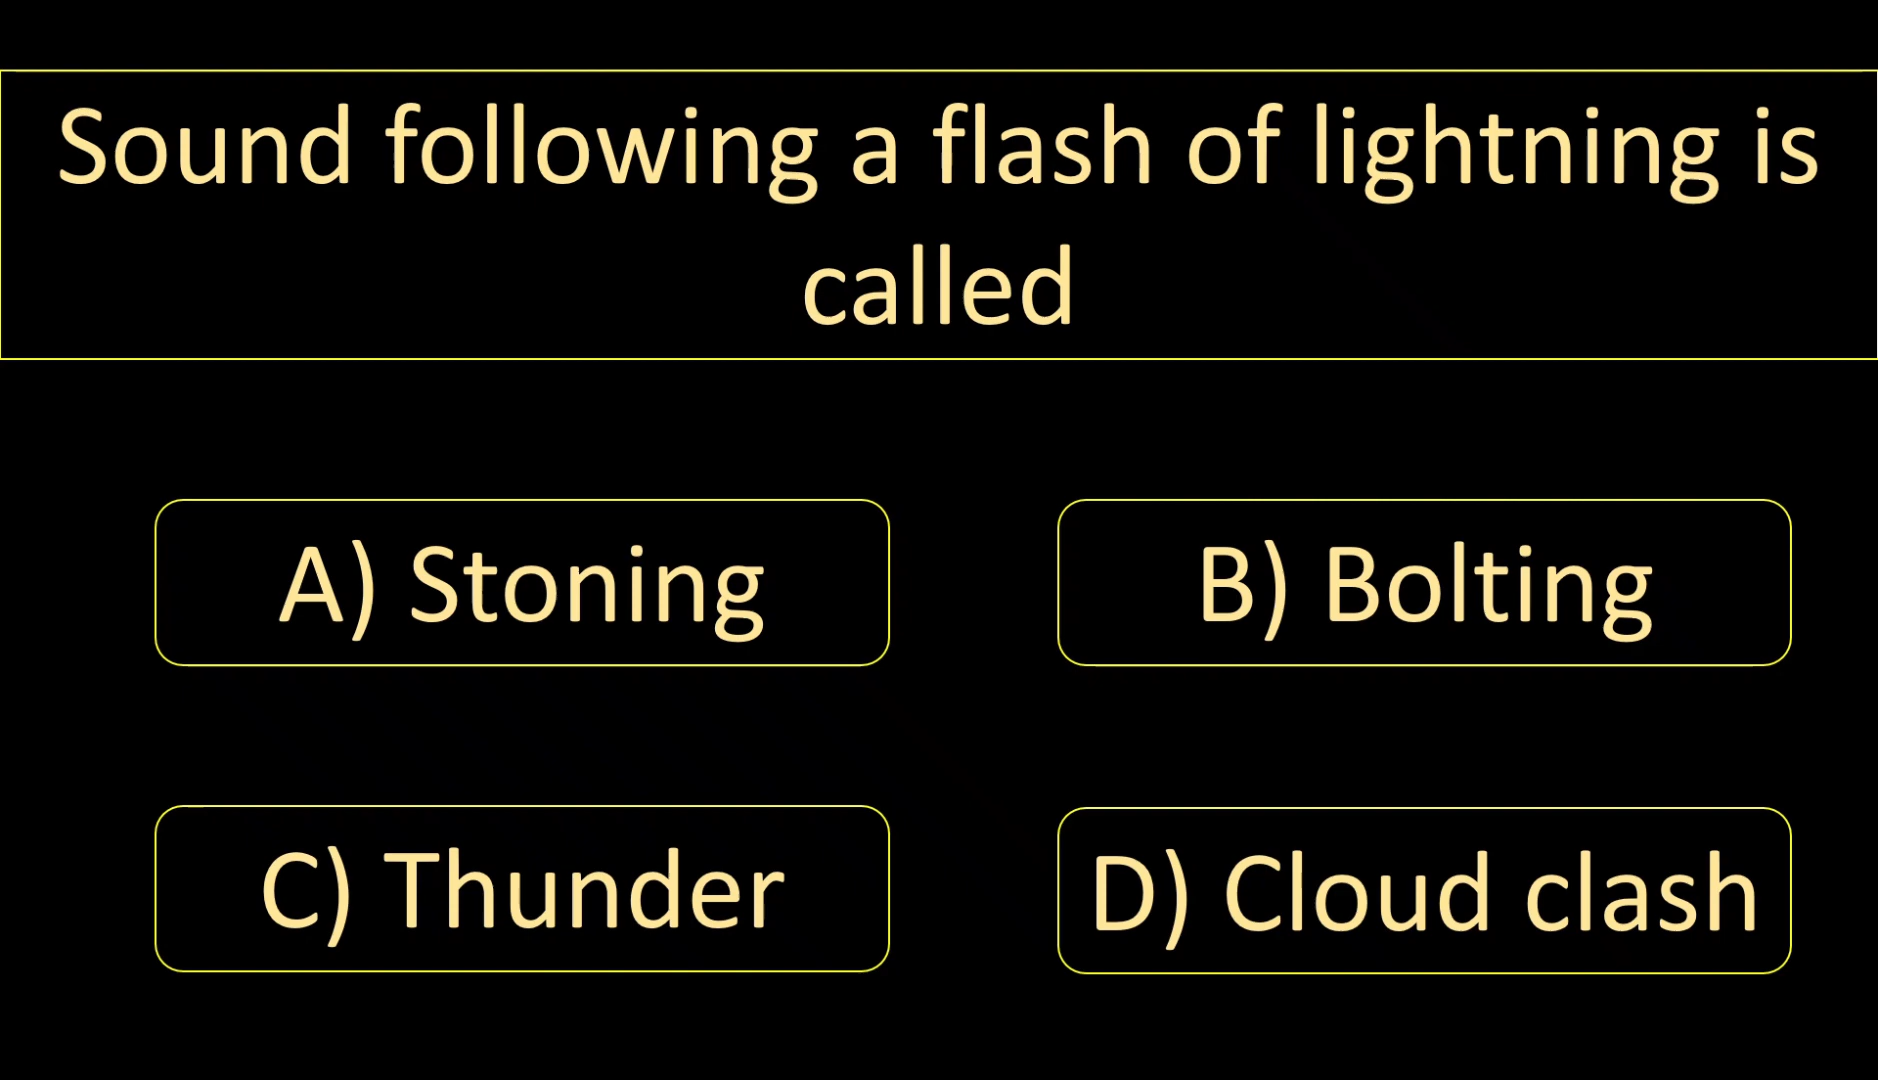 Sound following a flash of lightning is
called
A) Stoning
B) Bolting
C) Thunder
D) Cloud clash